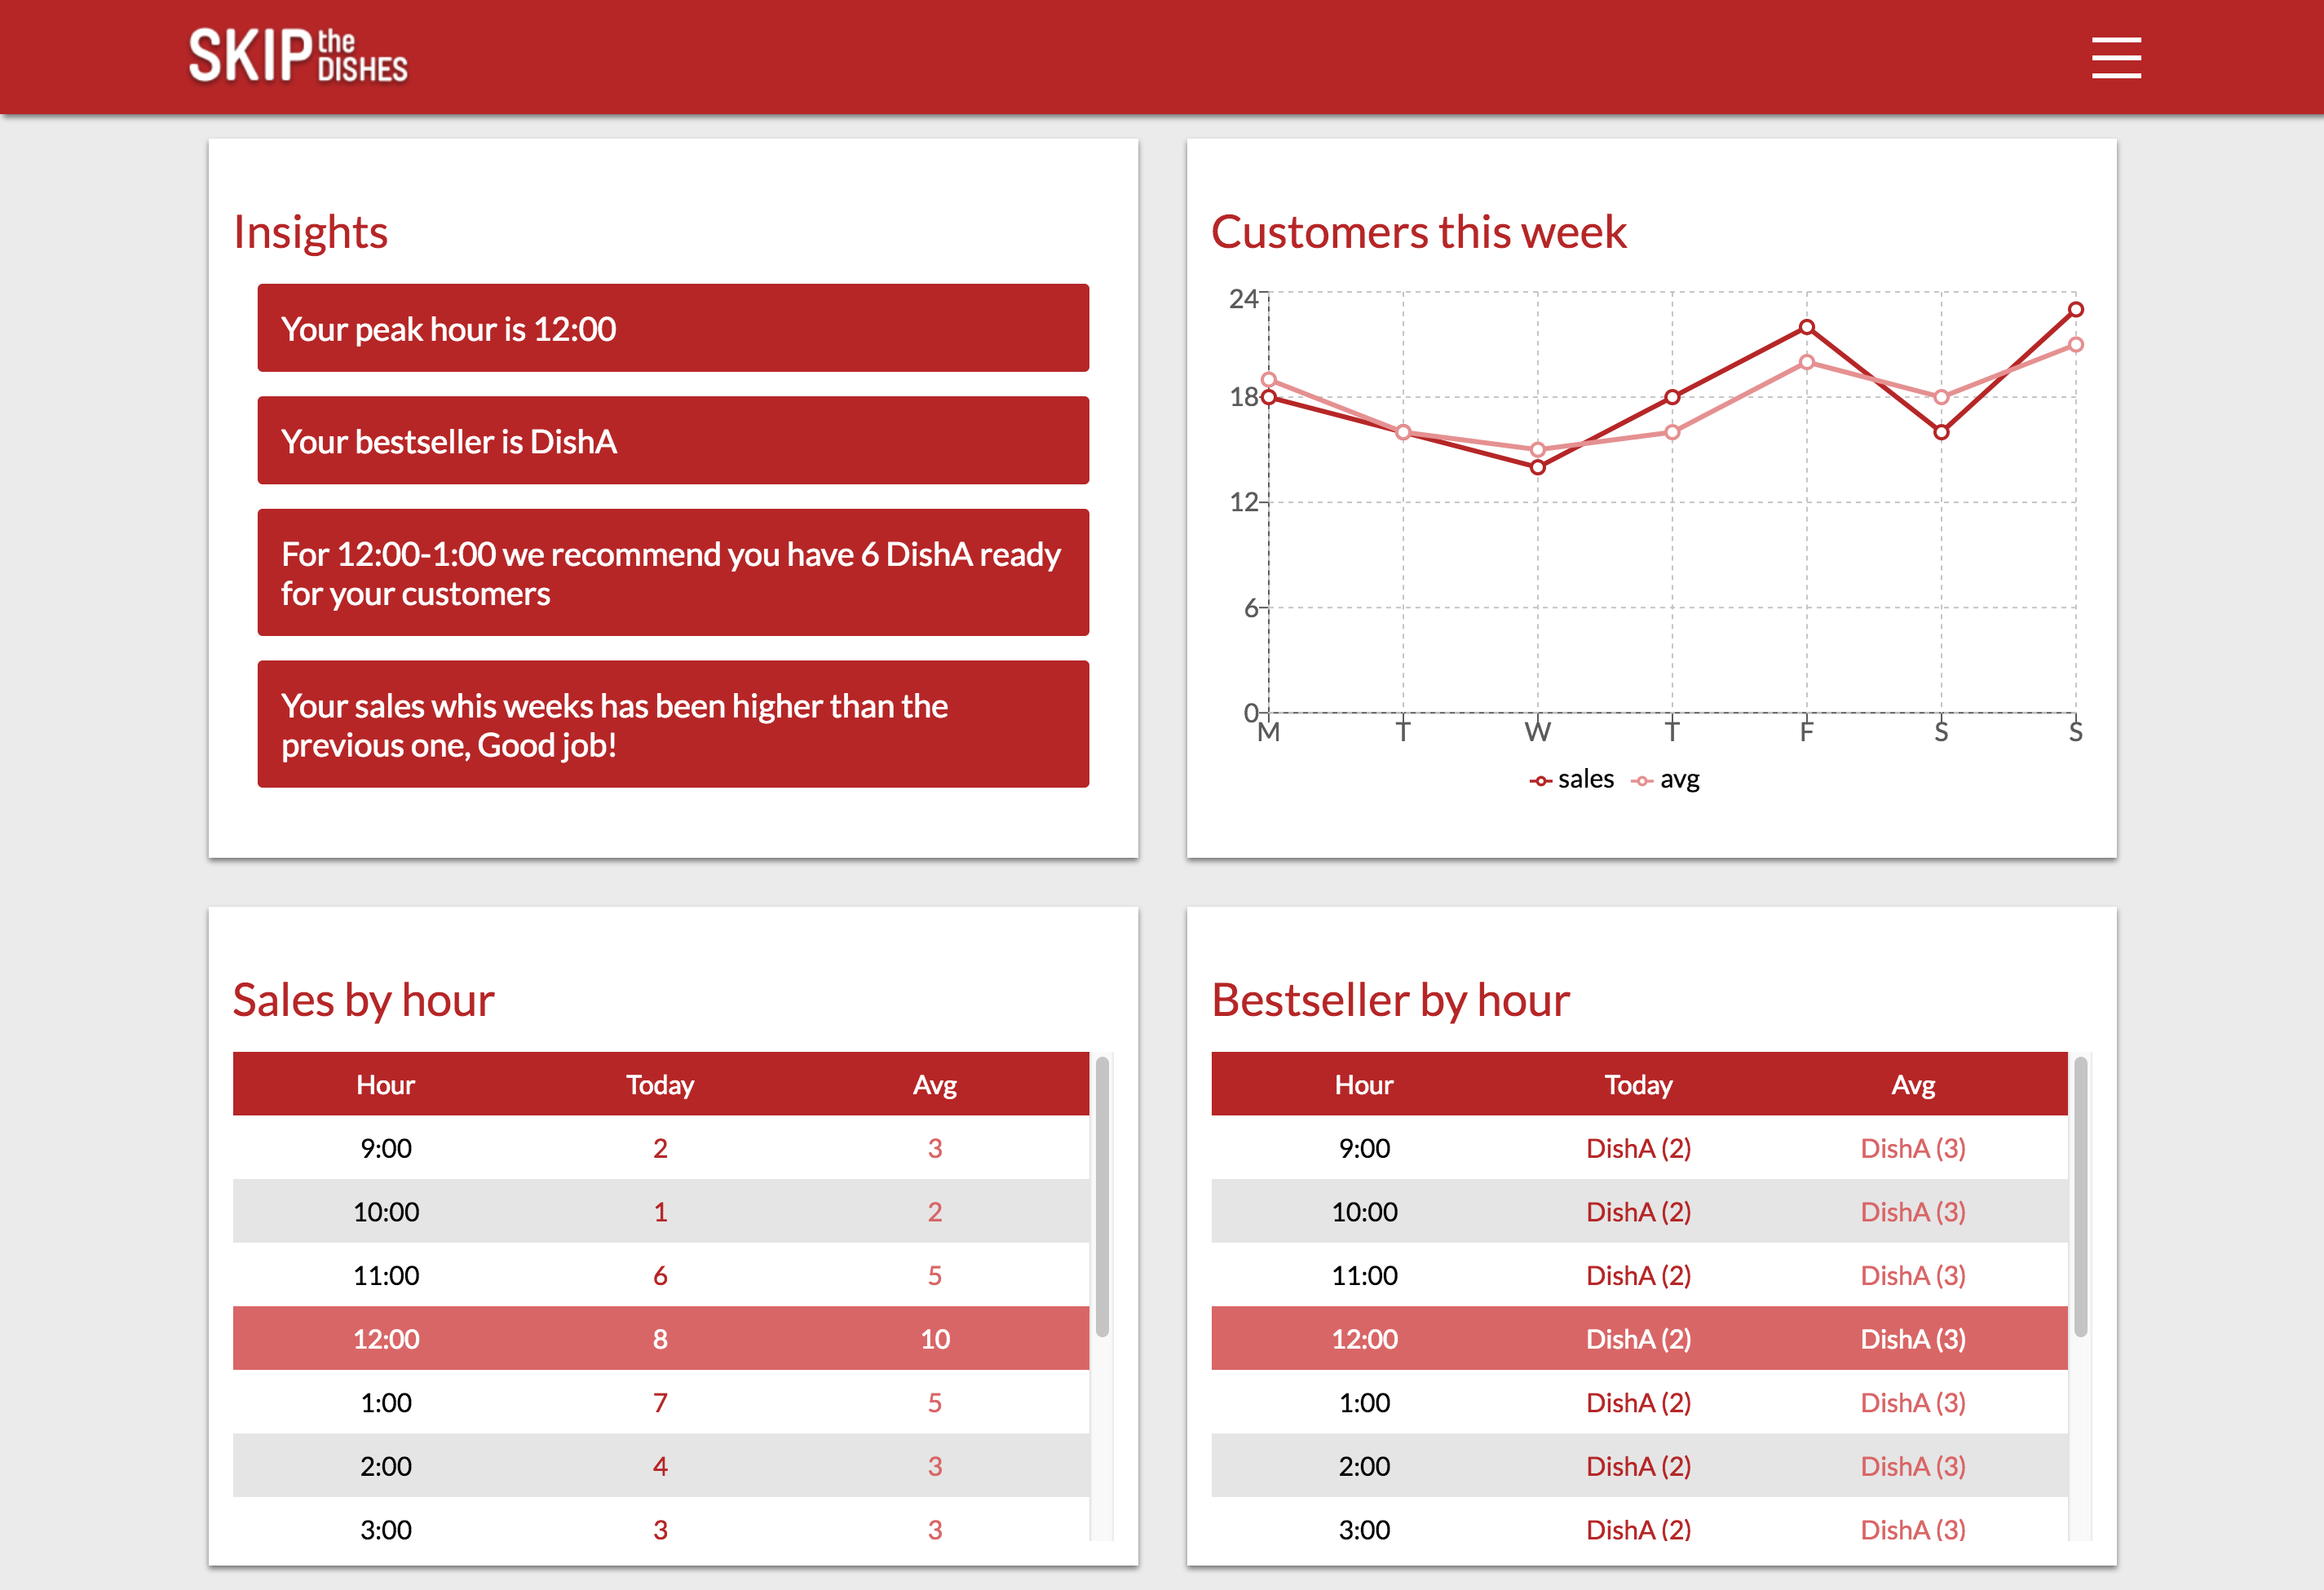 SKIP the DISHES
Insights
Your peak hour is 12:00
Your bestseller is DishA
For 12:00-1:00 we recommend you have 6 DishA ready
for your customers
Your sales whis weeks has been higher than the
previous one, Good job!
Customers this week
24
18
12
6
0
M T W T F S S
sales avg
Sales by hour
Hour Today Avg
9:00 2 3
10:00 1 2
11:00 6 5
12:00 8 10
1:00 7 5
2:00 4 3
3:00 3 3
Bestseller by hour
Hour Today Avg
9:00 DishA (2) DishA (3)
10:00 DishA (2) DishA (3)
11:00 DishA (2) DishA (3)
12:00 DishA (2) DishA (3)
1:00 DishA (2) DishA (3)
2:00 DishA (2) DishA (3)
3:00 DishA (2) DishA (3)